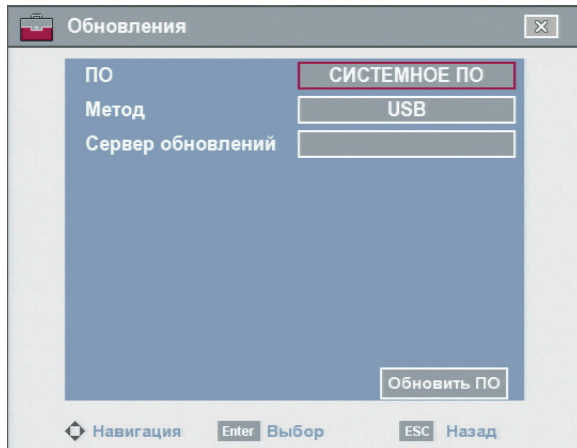 Обновления
ПО СИСТЕМНОЕ ПО
Метод USB
Сервер обновлений
Обновить ПО
Навигация Enter Выбор ESC Назад